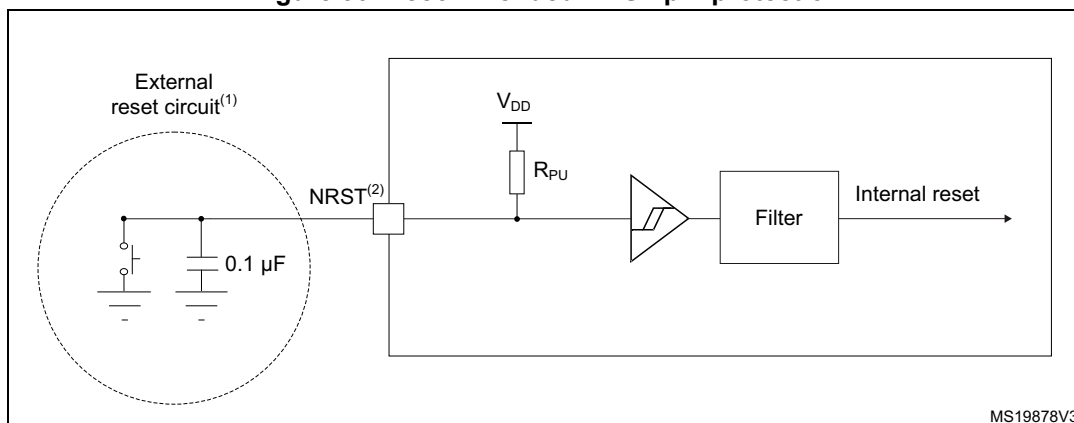 External
reset circuit(1)
VDD
RPU
NRST(2)
Filter
Internal reset
0.1 µF
MS19878V3